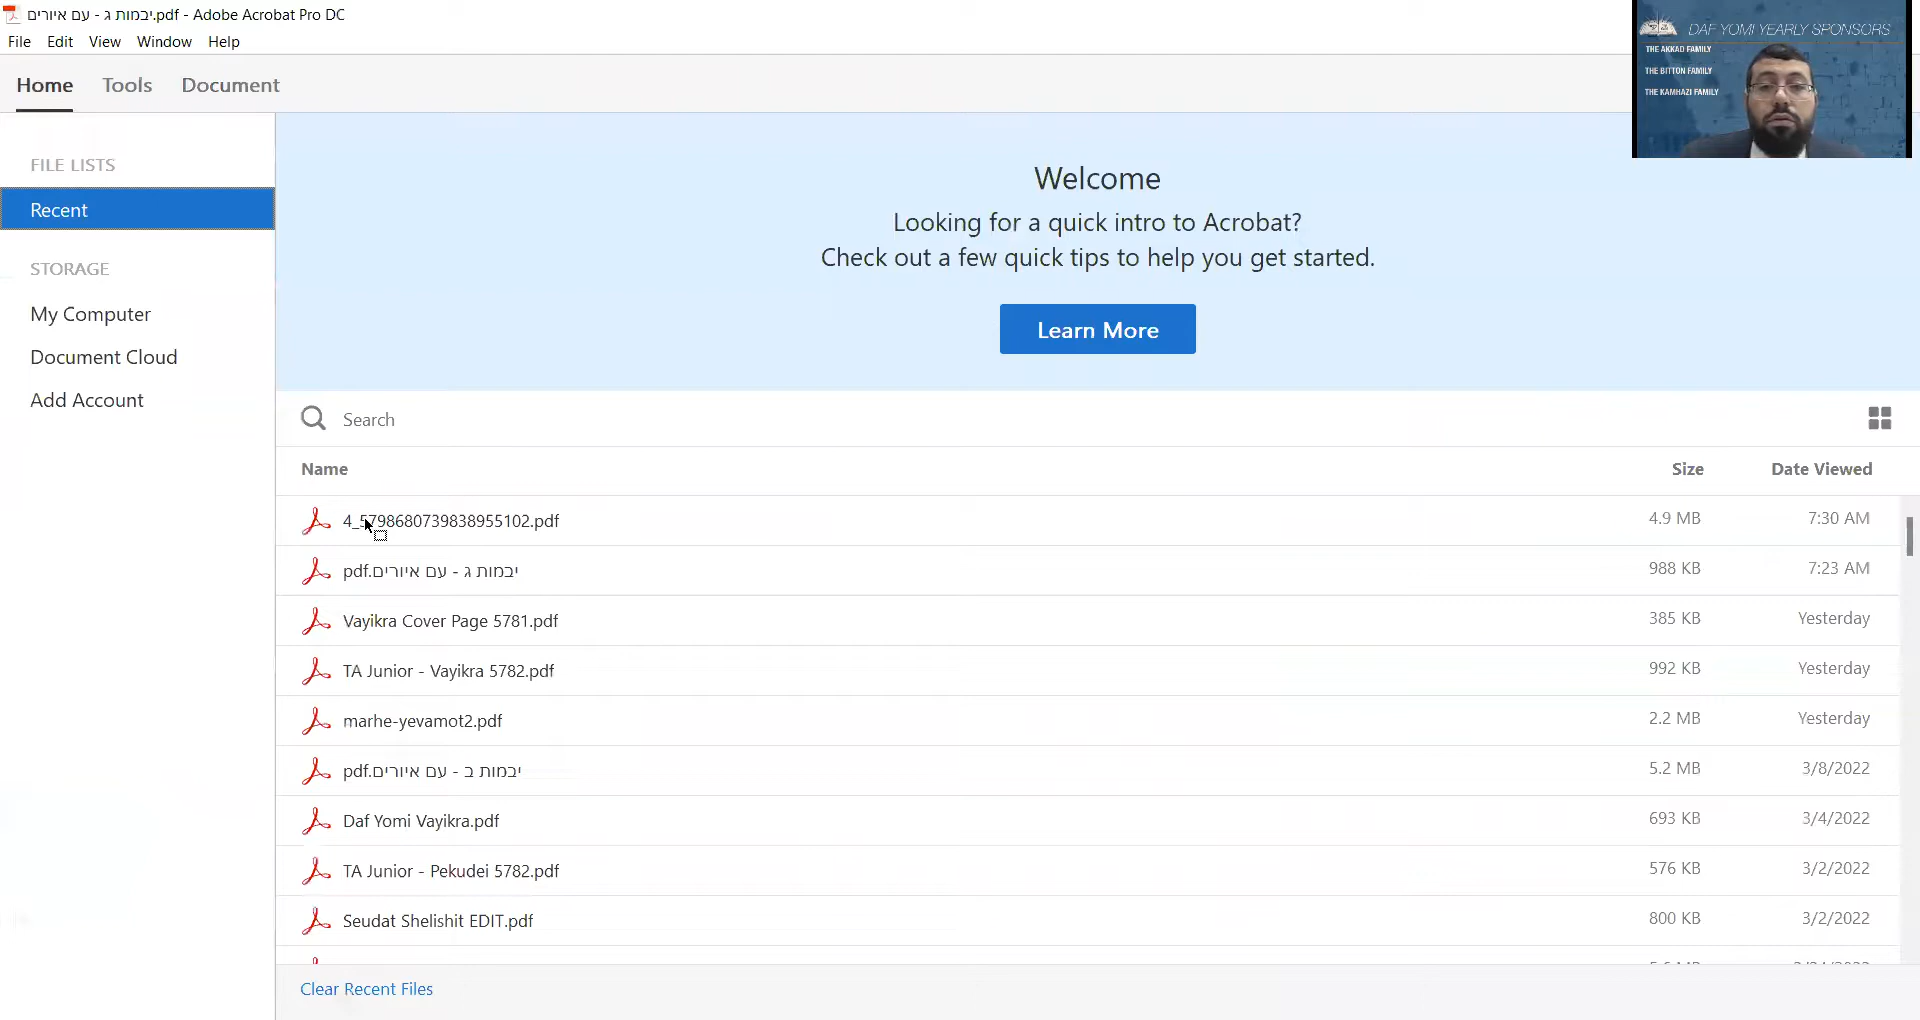 יבמות ג - עם איורים.pdf - Adobe Acrobat Pro DC
File Edit View Window Help
Home Tools Document
DAF YOMI YEARLY SPONSORS
THE AKKAD FAMILY
THE BITTON FAMILY
THE KAMHAZI FAMILY
FILE LISTS
Recent
STORAGE
My Computer
Document Cloud
Add Account
Welcome
Looking for a quick intro to Acrobat?
Check out a few quick tips to help you get started.
Learn More
Search
Name Size Date Viewed
4_5798680739838955102.pdf 4.9 MB 7:30 AM
יבמות ג - עם איורים.pdf 988 KB 7:23 AM
Vayikra Cover Page 5781.pdf 385 KB Yesterday
TA Junior - Vayikra 5782.pdf 992 KB Yesterday
marhe-yevamot2.pdf 2.2 MB Yesterday
יבמות ב - עם איורים.pdf 5.2 MB 3/8/2022
Daf Yomi Vayikra.pdf 693 KB 3/4/2022
TA Junior - Pekudei 5782.pdf 576 KB 3/2/2022
Seudat Shelishit EDIT.pdf 800 KB 3/2/2022
Clear Recent Files